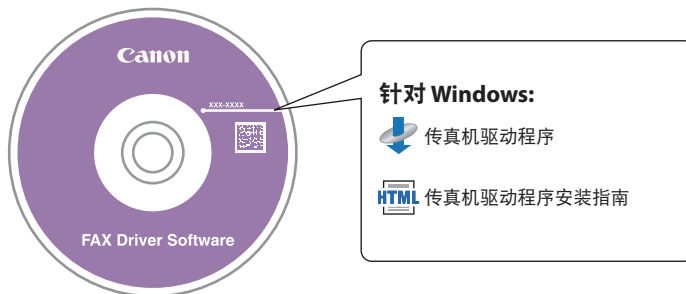 Canon
XXX-XXXX
FAX Driver Software
针对 Windows:
传真机驱动程序
HTML 传真机驱动程序安装指南